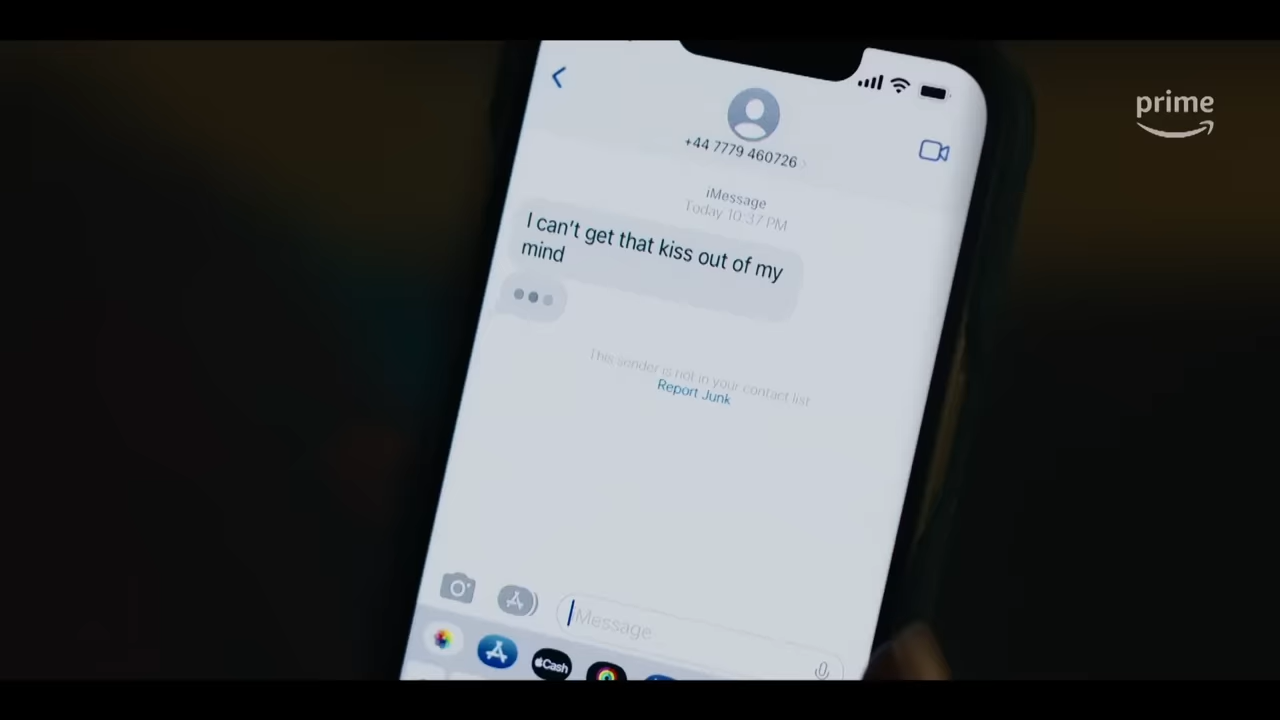 prime
+44 7779 460726
iMessage
Today 10:37 PM
I can't get that kiss out of my
mind
This sender is not in your contact list
Report Junk
iMessage
Cash